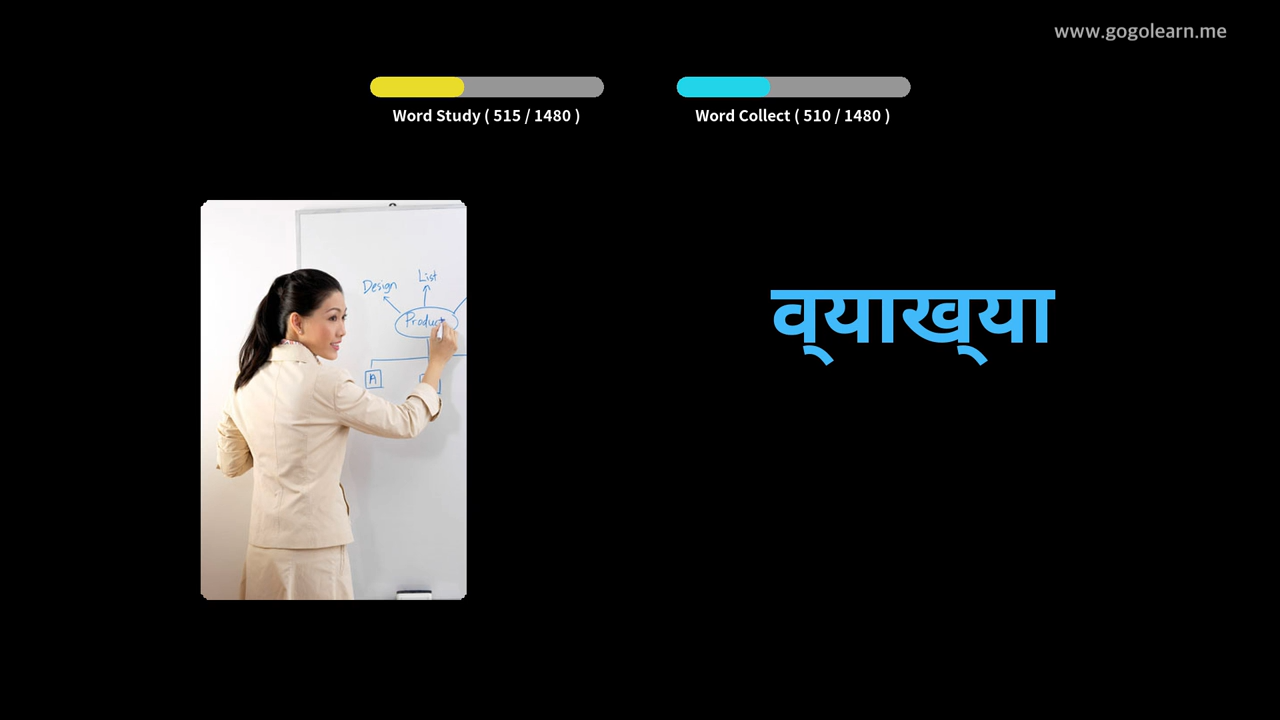 www.gogolearn.me
Word Study ( 515 / 1480 )
Word Collect ( 510 / 1480 )
Design
List
Product
A
व्याख्या